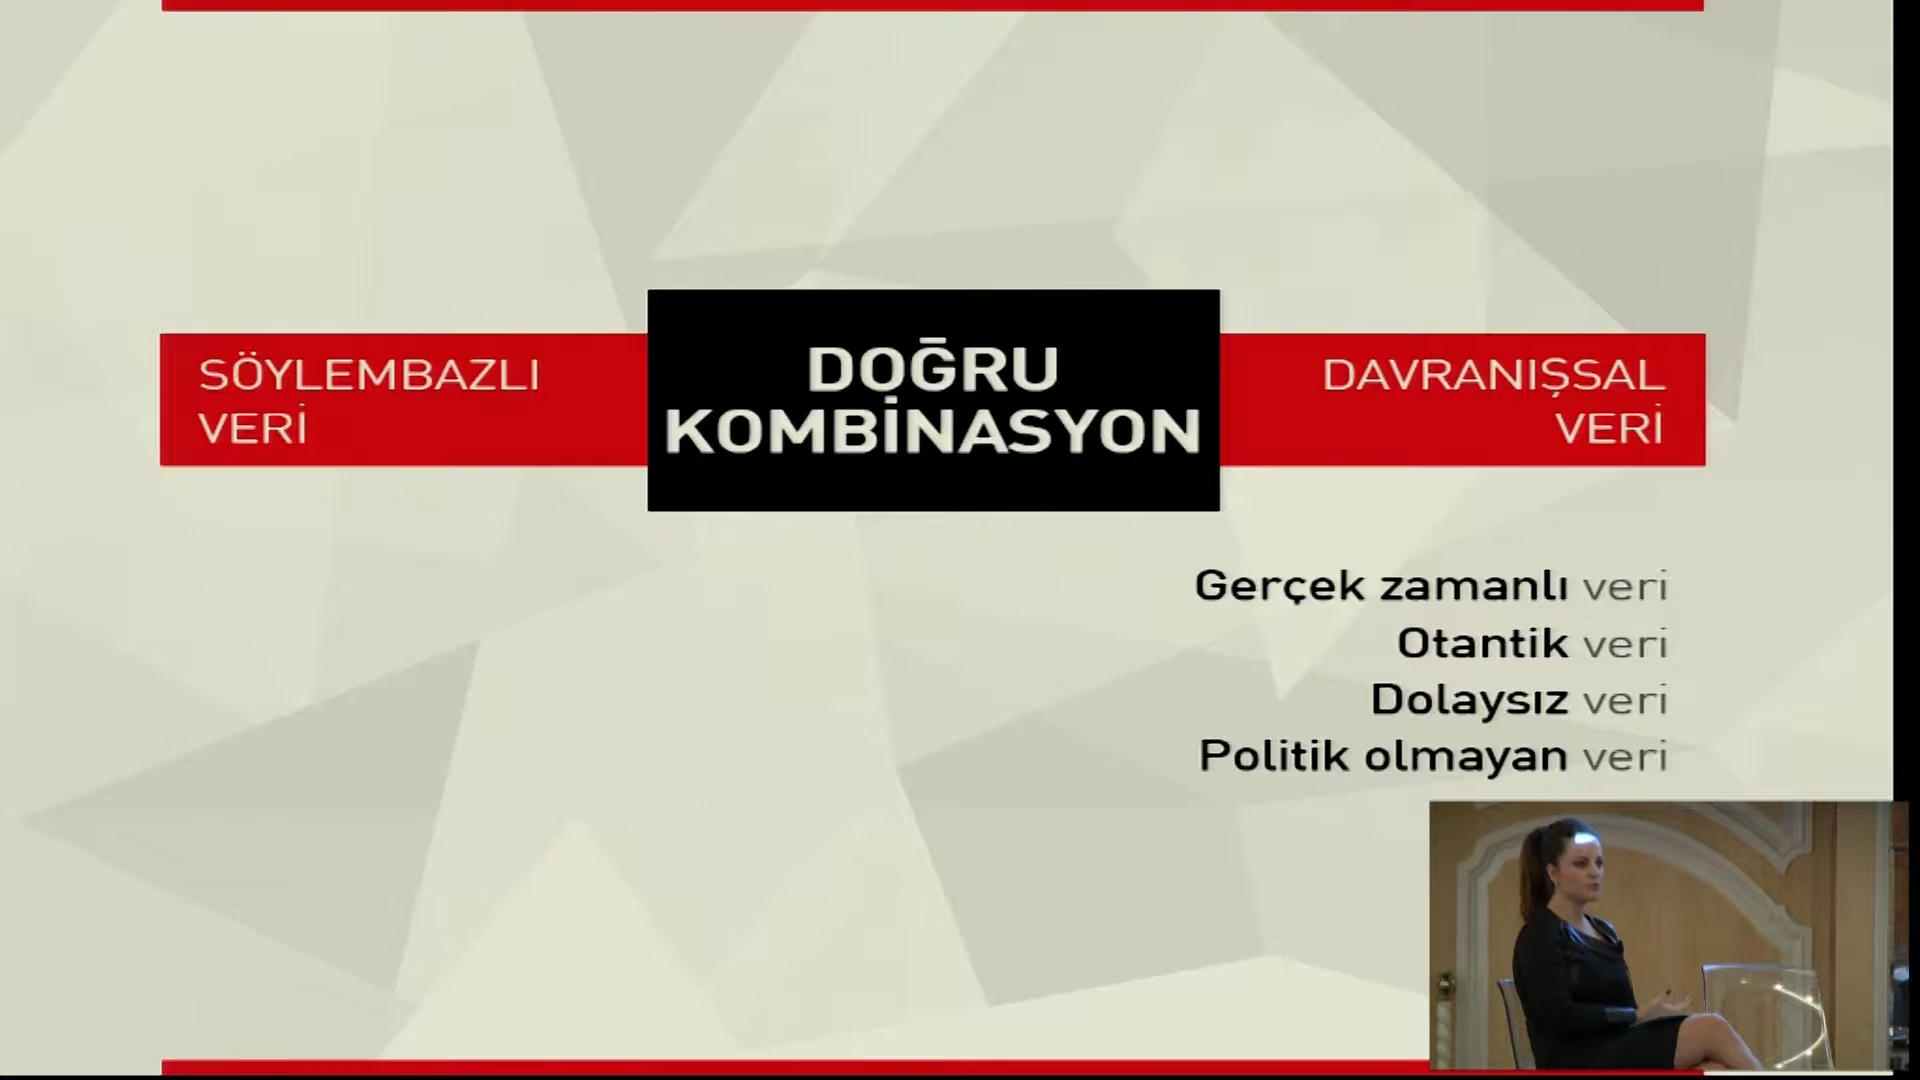 SÖYLEMBAZLI
VERİ
DOĞRU
KOMBİNASYON
DAVRANIŞSAL
VERİ
Gerçek zamanlı veri
Otantik veri
Dolaysız veri
Politik olmayan veri